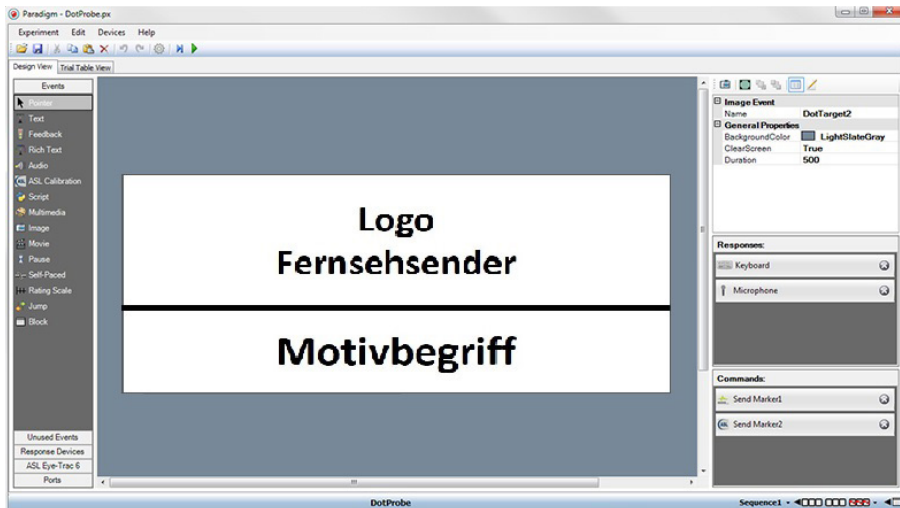 Paradigm - DotProbe.px
Experiment Edit Devices Help
Design View Trial Table View
Events
Pointer
Text
Feedback
Rich Text
Audio
ASL Calibration
Script
Multimedia
Image
Movie
Pause
Self-Paced
Rating Scale
Jump
Block
Unused Events
Response Devices
ASL Eye-Trac 6
Ports
Logo
Fernsehsender
Motivbegriff
Image Event
Name DotTarget2
General Properties
BackgroundColor LightSlateGray
ClearScreen True
Duration 500
Responses:
Keyboard
Microphone
Commands:
Send Marker1
Send Marker2
DotProbe
Sequence1